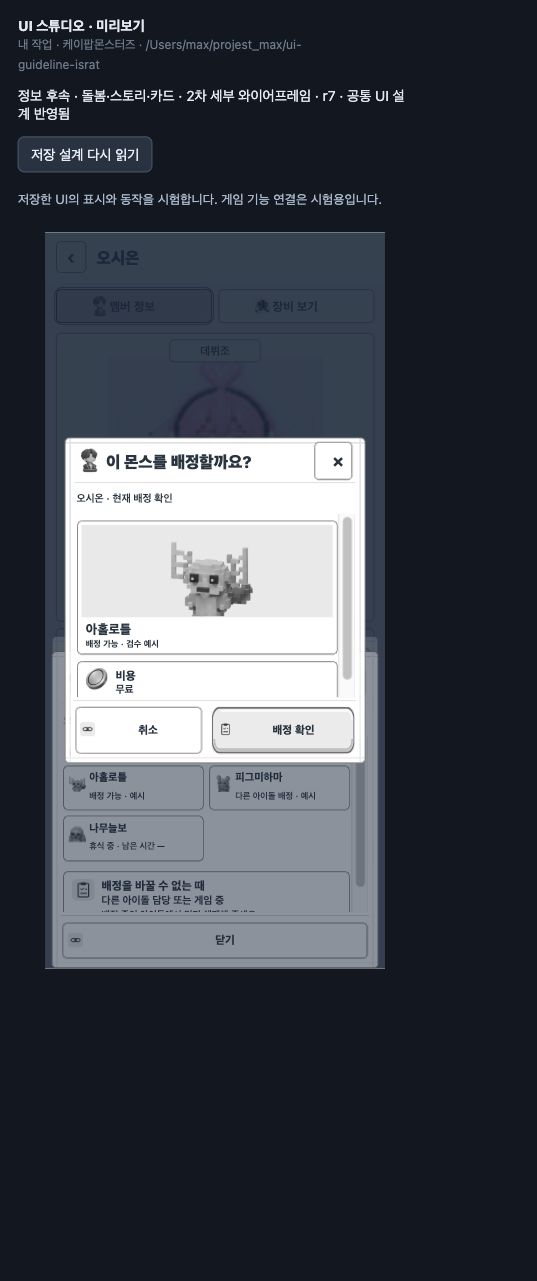 UI 스튜디오 · 미리보기
내 작업 · 케이팝몬스터즈 · /Users/max/projest_max/ui-
guideline-israt
정보 후속 · 돌봄·스토리·카드 · 2차 세부 와이어프레임 · r7 · 공통 UI 설
계 반영됨
저장 설계 다시 읽기
저장한 UI의 표시와 동작을 시험합니다. 게임 기능 연결은 시험용입니다.
오시온
멤버 정보
장비 보기
데뷔조
이 몬스를 배정할까요?
오시온 · 현재 배정 확인
아홀로틀
배정 가능 · 검수 예시
비용
무료
취소
배정 확인
아홀로틀
배정 가능 · 예시
피그미하마
다른 아이돌 배정 · 예시
나무늘보
휴식 중 · 남은 시간 —
배정을 바꿀 수 없는 때
다른 아이돌 담당 또는 게임 중
닫기